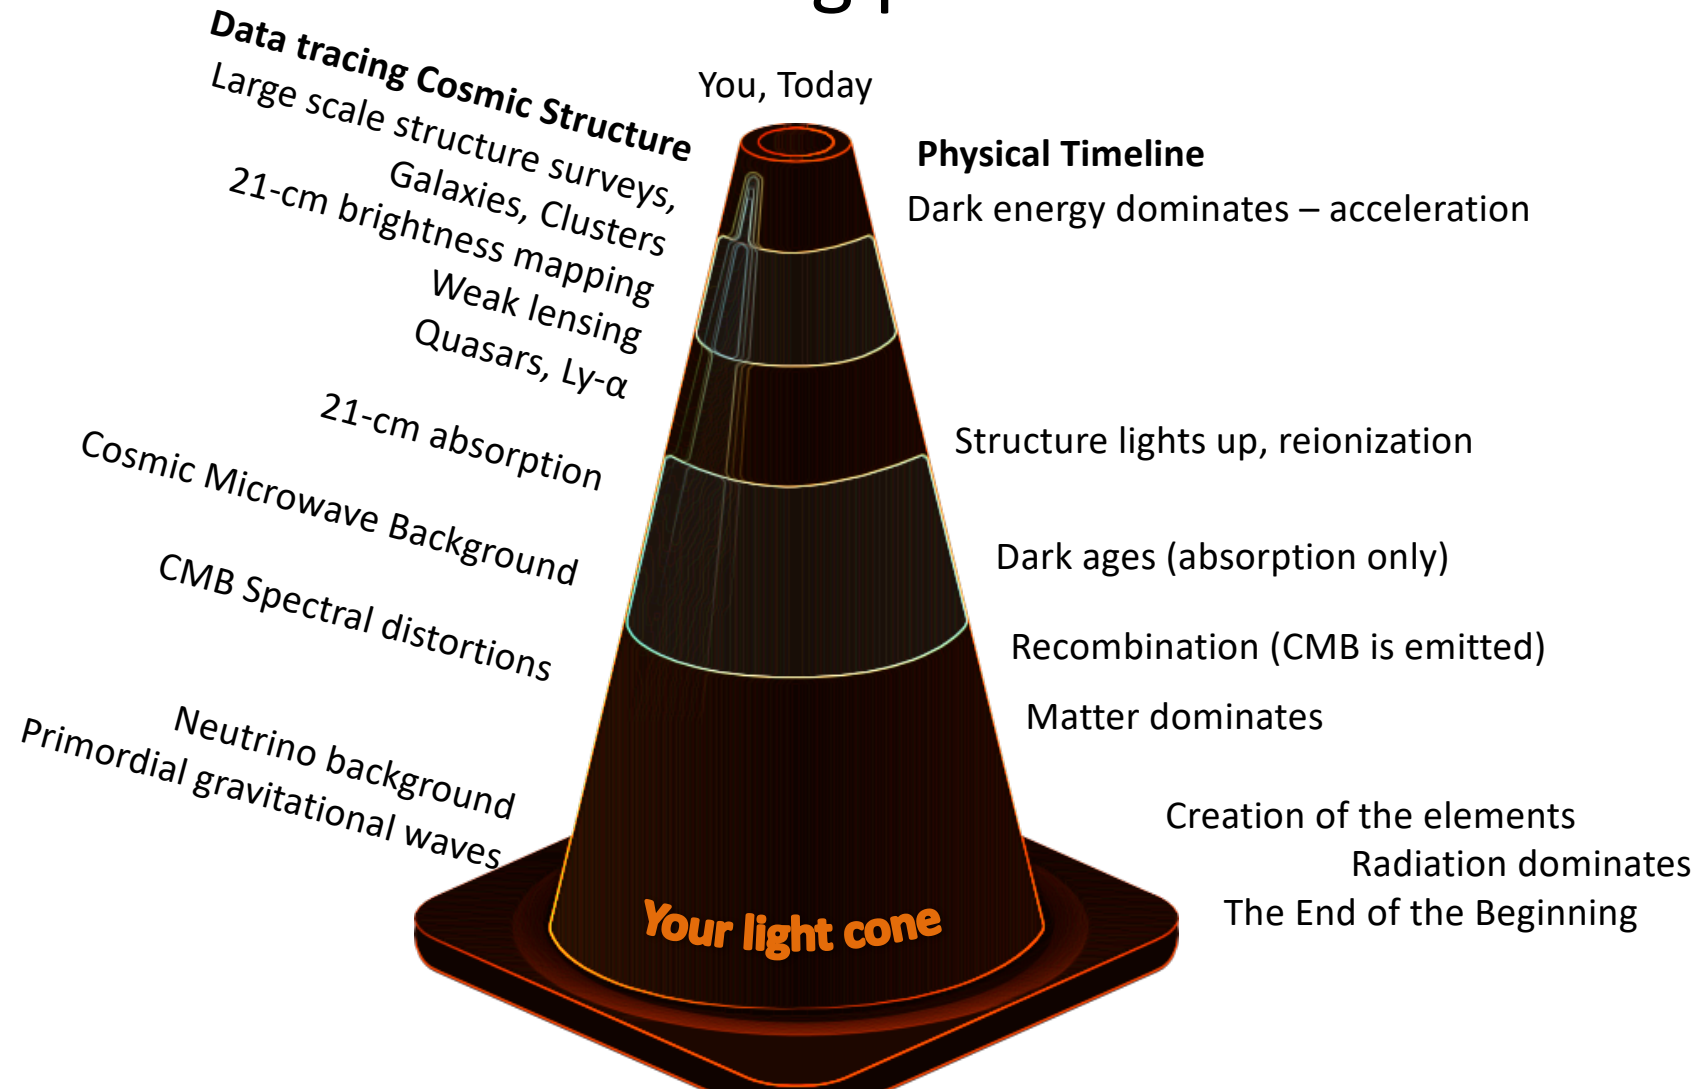 You, Today
Data tracing Cosmic Structure
Large scale structure surveys,
Galaxies, Clusters
21-cm brightness mapping
Weak lensing
Quasars, Ly-α
21-cm absorption
Cosmic Microwave Background
CMB Spectral distortions
Neutrino background
Primordial gravitational waves
Physical Timeline
Dark energy dominates – acceleration
Structure lights up, reionization
Dark ages (absorption only)
Recombination (CMB is emitted)
Matter dominates
Creation of the elements
Radiation dominates
The End of the Beginning
Your light cone